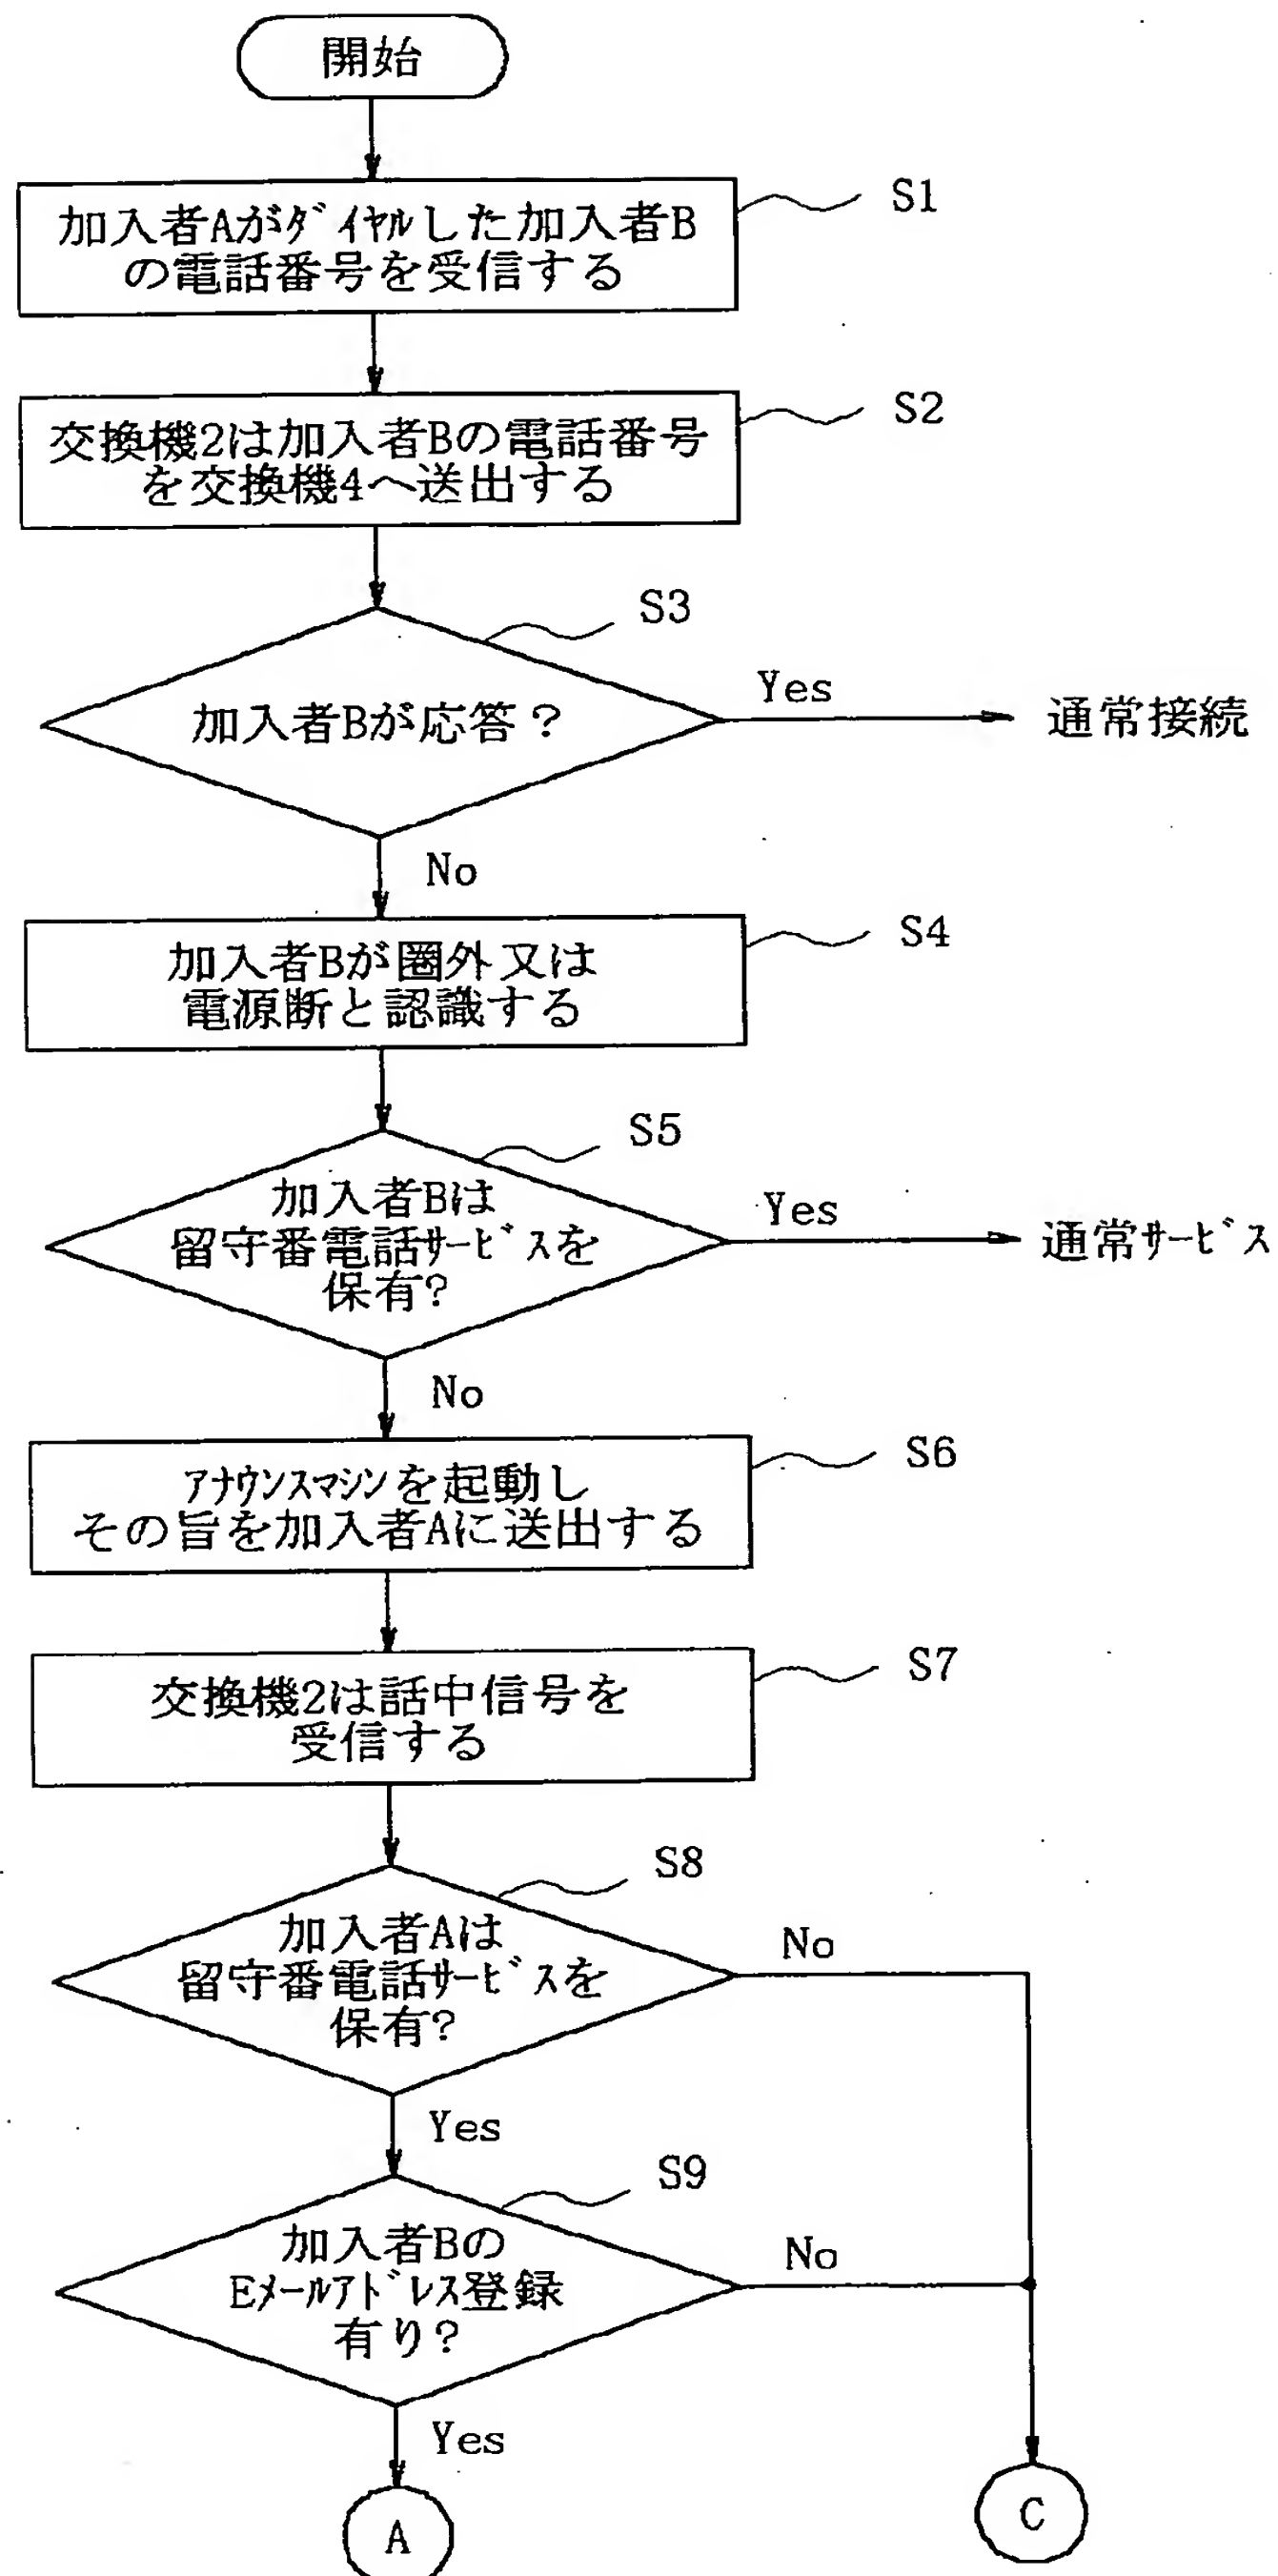 開始
S1
加入者Aがﾀﾞｲﾔﾙした加入者B
の電話番号を受信する
S2
交換機2は加入者Bの電話番号
を交換機4へ送出する
S3
加入者Bが応答？
Yes
通常接続
No
S4
加入者Bが圏外又は
電源断と認識する
S5
加入者Bは
留守番電話ｻｰﾋﾞｽを
保有?
Yes
通常ｻｰﾋﾞｽ
No
S6
ｱﾅｳﾝｽﾏｼﾝを起動し
その旨を加入者Aに送出する
S7
交換機2は話中信号を
受信する
S8
加入者Aは
留守番電話ｻｰﾋﾞｽを
保有?
No
Yes
S9
加入者Bの
Eﾒｰﾙｱﾄﾞﾚｽ登録
有り?
No
Yes
A
C